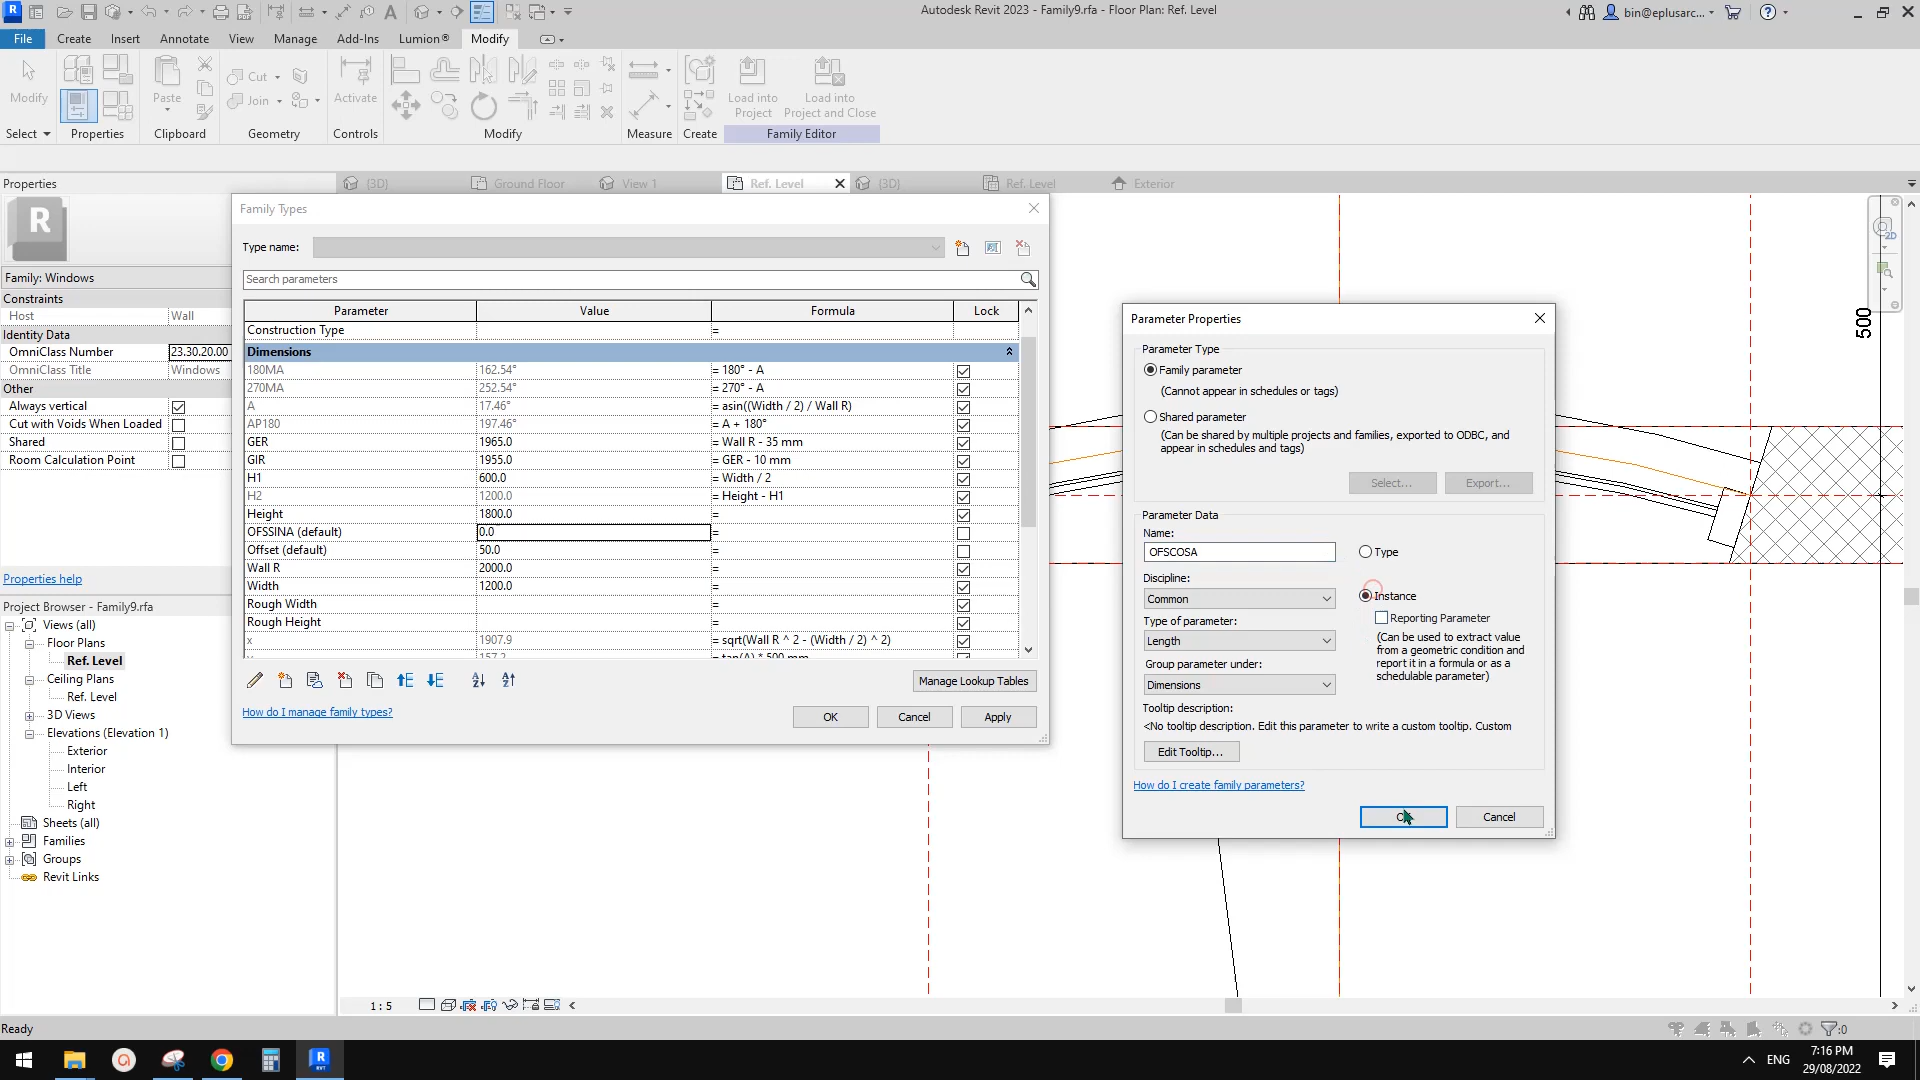 Autodesk Revit 2023 - Family9.rfa - Floor Plan: Ref. Level
bin@eplusarc...
File Create Insert Annotate View Manage Add-Ins Lumion® Modify
Modify
Paste
Cut
Join
Activate
Load into
Project
Load into
Project and Close
Select Properties Clipboard Geometry Controls Modify Measure Create Family Editor
Properties
{3D} Ground Floor View 1 Ref. Level {3D} Ref. Level Exterior
R
Family: Windows
Constraints
Host Wall
Identity Data
OmniClass Number 23.30.20.00
OmniClass Title Windows
Other
Always vertical
Cut with Voids When Loaded
Shared
Room Calculation Point
Properties help
Project Browser - Family9.rfa
Views (all)
Floor Plans
Ref. Level
Ceiling Plans
Ref. Level
3D Views
Elevations (Elevation 1)
Exterior
Interior
Left
Right
Sheets (all)
Families
Groups
Revit Links
Family Types
Type name:
Search parameters
Parameter Value Formula Lock
Construction Type =
Dimensions
180MA 162.54° = 180° - A
270MA 252.54° = 270° - A
A 17.46° = asin((Width / 2) / Wall R)
AP180 197.46° = A + 180°
GER 1965.0 = Wall R - 35 mm
GIR 1955.0 = GER - 10 mm
H1 600.0 = Width / 2
H2 1200.0 = Height - H1
Height 1800.0 =
OFSSINA (default) 0.0 =
Offset (default) 50.0 =
Wall R 2000.0 =
Width 1200.0 =
Rough Width =
Rough Height =
x 1907.9 = sqrt(Wall R ^ 2 - (Width / 2) ^ 2)
y 157.2 = tan(A) * 500 mm
Manage Lookup Tables
How do I manage family types?
OK Cancel Apply
Parameter Properties
Parameter Type
Family parameter
(Cannot appear in schedules or tags)
Shared parameter
(Can be shared by multiple projects and families, exported to ODBC, and
appear in schedules and tags)
Select... Export...
Parameter Data
Name:
OFSCOSA
Type
Discipline:
Common
Instance
Reporting Parameter
(Can be used to extract value
from a geometric condition and
report it in a formula or as a
schedulable parameter)
Type of parameter:
Length
Group parameter under:
Dimensions
Tooltip description:
<No tooltip description. Edit this parameter to write a custom tooltip. Custom
Edit Tooltip...
How do I create family parameters?
Cancel
500
2D
1 : 5
Ready
:0
ENG
7:16 PM
29/08/2022